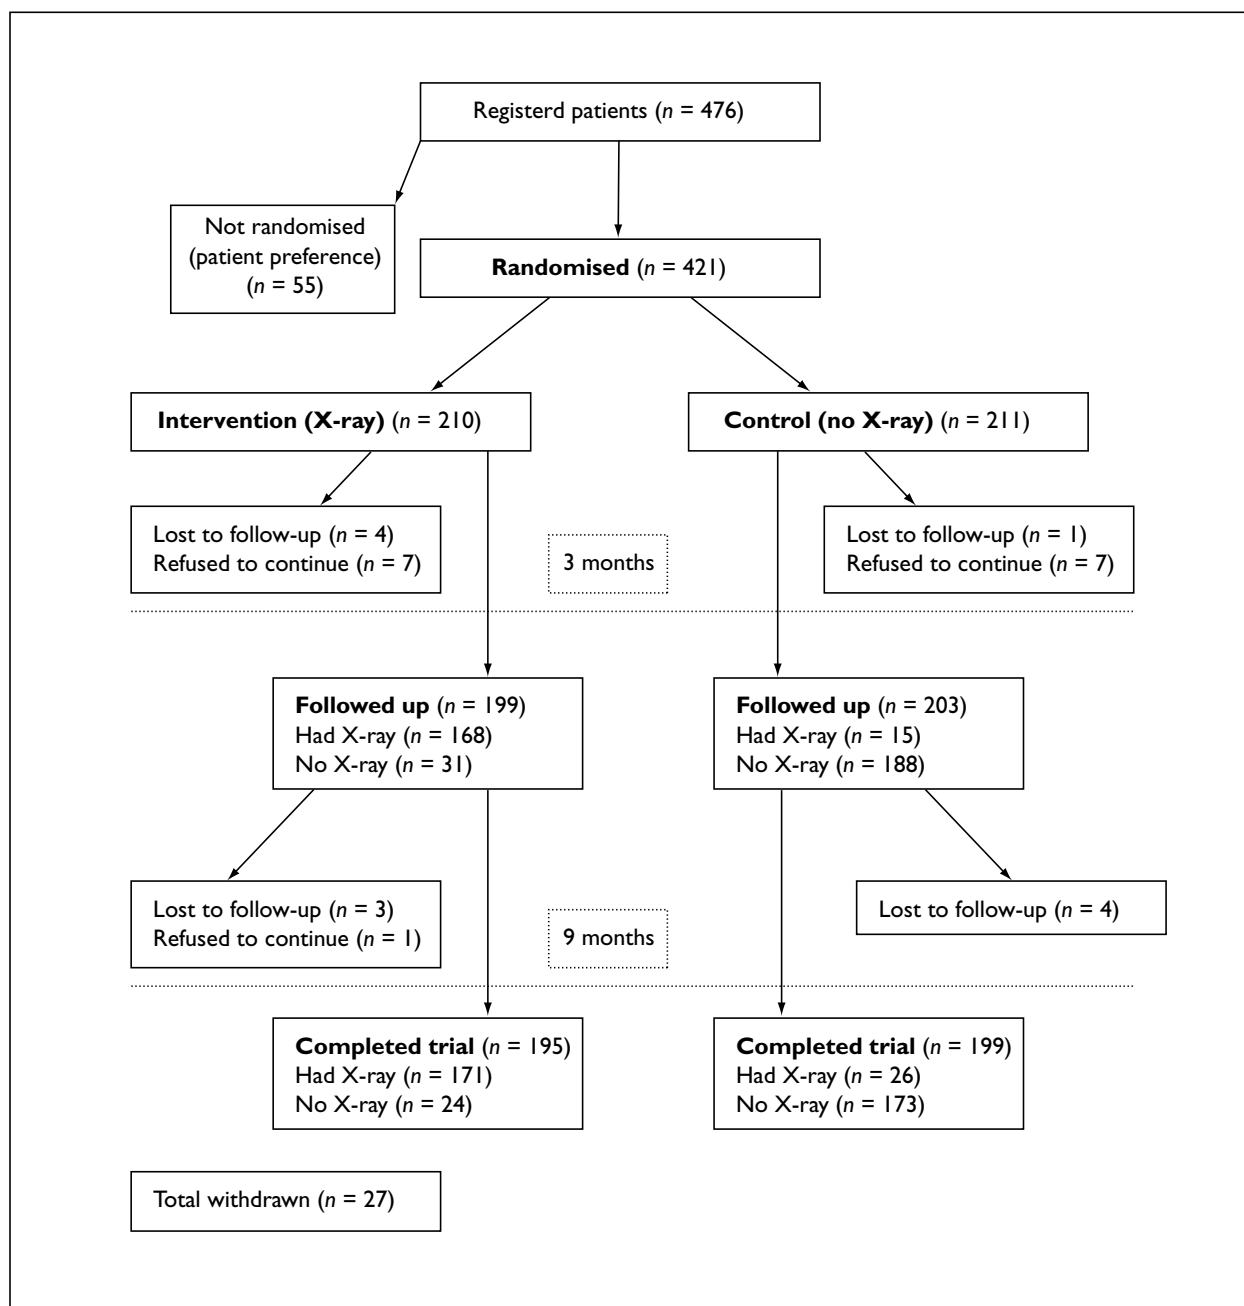 Registerd patients (n = 476)
Not randomised
(patient preference)
(n = 55)
Randomised (n = 421)
Intervention (X-ray) (n = 210)
Control (no X-ray) (n = 211)
Lost to follow-up (n = 4)
Refused to continue (n = 7)
3 months
Lost to follow-up (n = 1)
Refused to continue (n = 7)
Followed up (n = 199)
Had X-ray (n = 168)
No X-ray (n = 31)
Followed up (n = 203)
Had X-ray (n = 15)
No X-ray (n = 188)
Lost to follow-up (n = 3)
Refused to continue (n = 1)
9 months
Lost to follow-up (n = 4)
Completed trial (n = 195)
Had X-ray (n = 171)
No X-ray (n = 24)
Completed trial (n = 199)
Had X-ray (n = 26)
No X-ray (n = 173)
Total withdrawn (n = 27)